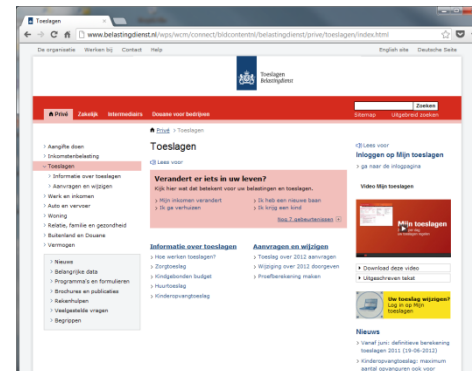 Toeslagen
www.belastingdienst.nl/wps/wcm/connect/bldcontentnl/belastingdienst/prive/toeslagen/index.html
De organisatie Werken bij Contact Help English site Deutsche Seite
Toeslagen
Belastingdienst
Zoeken
Privé Zakelijk Intermediairs Douane voor bedrijven Sitemap Uitgebreid zoeken
Privé > Toeslagen
Toeslagen
Lees voor
> Aangifte doen
> Inkomstenbelasting
- Toeslagen
> Informatie over toeslagen
> Aanvragen en wijzigen
> Werk en inkomen
> Auto en vervoer
> Woning
> Relatie, familie en gezondheid
> Buitenland en Douane
> Vermogen
> Nieuws
> Belangrijke data
> Programma's en formulieren
> Brochures en publicaties
> Rekenhulpen
> Veelgestelde vragen
> Begrippen
Verandert er iets in uw leven?
Kijk hier wat dat betekent voor uw belastingen en toeslagen.
> Mijn inkomen verandert
> Ik ga verhuizen
> Ik heb een nieuwe baan
> Ik krijg een kind
Nog 7 gebeurtenissen
Informatie over toeslagen
> Hoe werken toeslagen?
> Zorgtoeslag
> Kindgebonden budget
> Huurtoeslag
> Kinderopvangtoeslag
Aanvragen en wijzigen
> Toeslag over 2012 aanvragen
> Wijziging over 2012 doorgeven
> Proefberekening maken
Lees voor
Inloggen op Mijn toeslagen
> ga naar de inlogpagina
Video Mijn toeslagen
Mijn toeslagen
> Download deze video
> Uitgeschreven tekst
Uw toeslag wijzigen?
Log in op Mijn
toeslagen
Nieuws
> Vanaf juni: definitieve berekening
toeslagen 2011 (19-06-2012)
> Kinderopvangtoeslag: maximum
aantal opvanguren ook voor